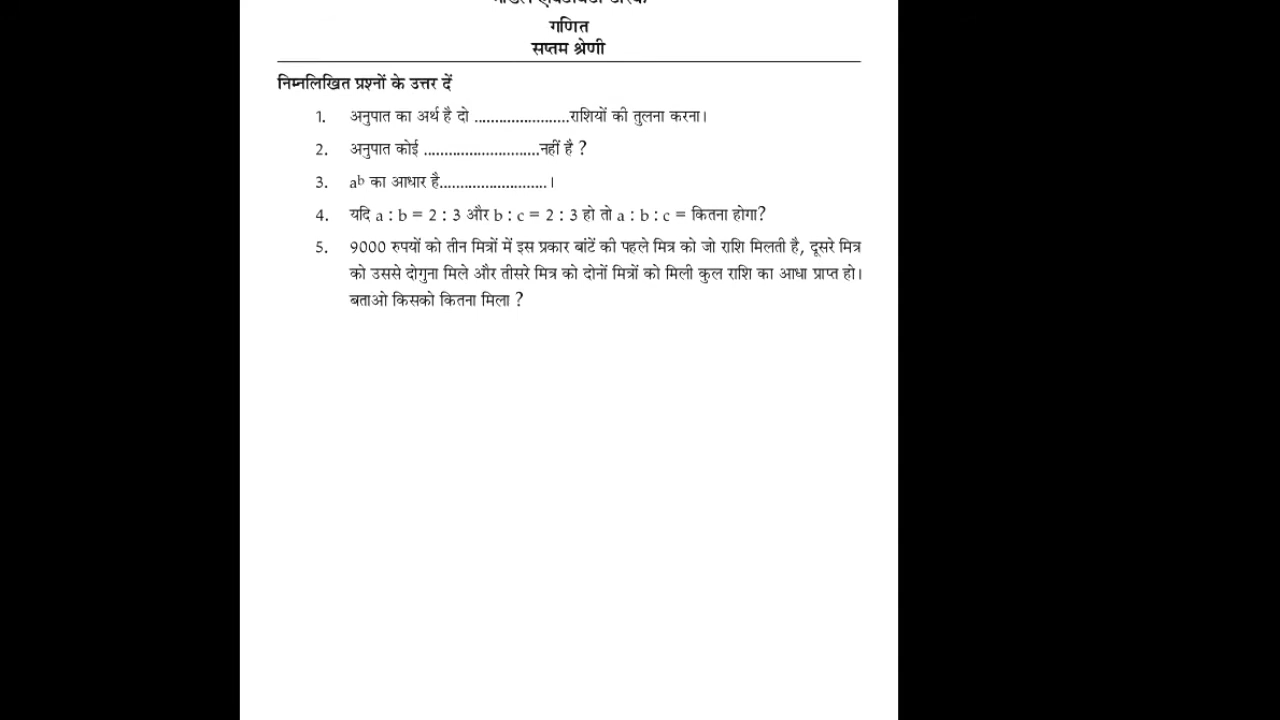 गणित
सप्तम श्रेणी
निम्नलिखित प्रश्नों के उत्तर दें
1. अनुपात का अर्थ है दो .......................राशियों की तुलना करना।
2. अनुपात कोई ............................नहीं है ?
3. aᵇ का आधार है..........................।
4. यदि a : b = 2 : 3 और b : c = 2 : 3 हो तो a : b : c = कितना होगा?
5. 9000 रुपयों को तीन मित्रों में इस प्रकार बांटें की पहले मित्र को जो राशि मिलती है, दूसरे मित्र
को उससे दोगुना मिले और तीसरे मित्र को दोनों मित्रों को मिली कुल राशि का आधा प्राप्त हो।
बताओ किसको कितना मिला ?